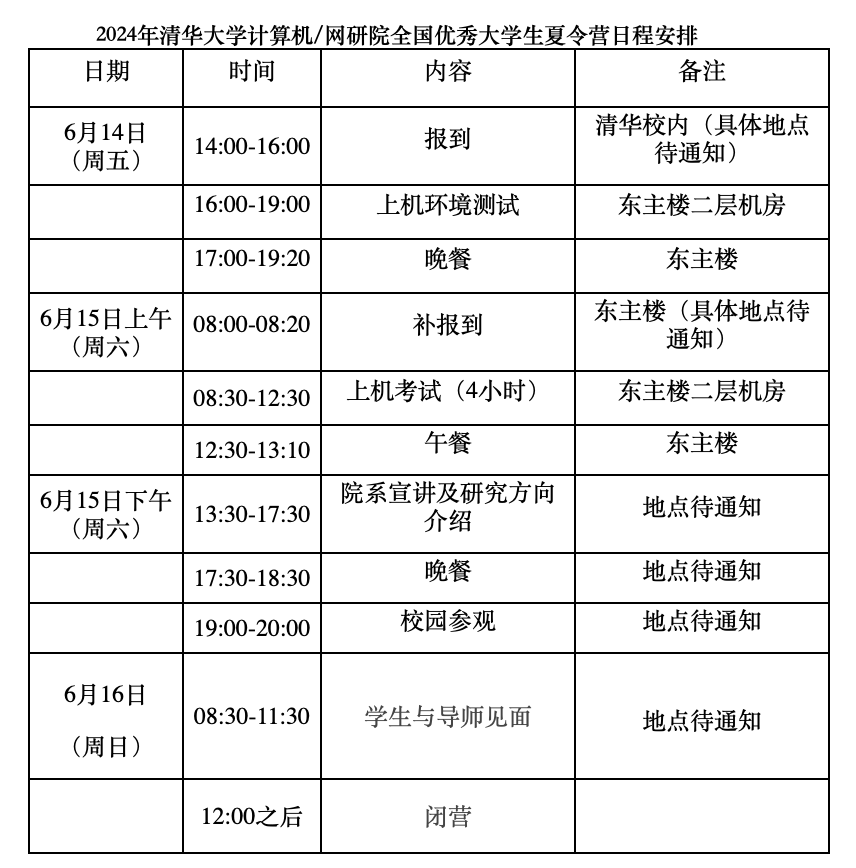 2024年清华大学计算机/网研院全国优秀大学生夏令营日程安排
日期 时间 内容 备注
6月14日
（周五）
14:00-16:00
报到
清华校内（具体地点
待通知）
16:00-19:00 上机环境测试 东主楼二层机房
17:00-19:20 晚餐 东主楼
6月15日上午
（周六）
08:00-08:20
补报到
东主楼（具体地点待
通知）
08:30-12:30 上机考试（4小时） 东主楼二层机房
12:30-13:10 午餐 东主楼
6月15日下午
（周六）
13:30-17:30
院系宣讲及研究方向
介绍
地点待通知
17:30-18:30 晚餐 地点待通知
19:00-20:00 校园参观 地点待通知
6月16日
（周日）
08:30-11:30
学生与导师见面
地点待通知
12:00之后 闭营